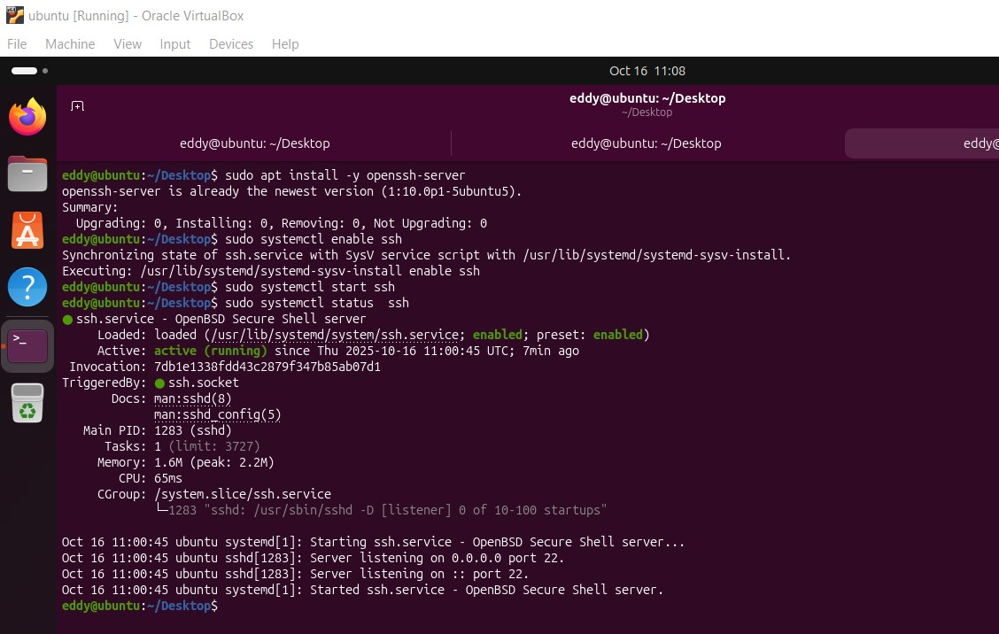 ubuntu [Running] - Oracle VirtualBox
File Machine View Input Devices Help
Oct 16 11:08
eddy@ubuntu: ~/Desktop
~/Desktop
eddy@ubuntu: ~/Desktop eddy@ubuntu: ~/Desktop eddy@
eddy@ubuntu:~/Desktop$ sudo apt install -y openssh-server
openssh-server is already the newest version (1:10.0p1-5ubuntu5).
Summary:
  Upgrading: 0, Installing: 0, Removing: 0, Not Upgrading: 0
eddy@ubuntu:~/Desktop$ sudo systemctl enable ssh
Synchronizing state of ssh.service with SysV service script with /usr/lib/systemd/systemd-sysv-install.
Executing: /usr/lib/systemd/systemd-sysv-install enable ssh
eddy@ubuntu:~/Desktop$ sudo systemctl start ssh
eddy@ubuntu:~/Desktop$ sudo systemctl status  ssh
● ssh.service - OpenBSD Secure Shell server
     Loaded: loaded (/usr/lib/systemd/system/ssh.service; enabled; preset: enabled)
     Active: active (running) since Thu 2025-10-16 11:00:45 UTC; 7min ago
 Invocation: 7db1e1338fdd43c2879f347b85ab07d1
TriggeredBy: ● ssh.socket
       Docs: man:sshd(8)
             man:sshd_config(5)
   Main PID: 1283 (sshd)
      Tasks: 1 (limit: 3727)
     Memory: 1.6M (peak: 2.2M)
        CPU: 65ms
     CGroup: /system.slice/ssh.service
             └─1283 "sshd: /usr/sbin/sshd -D [listener] 0 of 10-100 startups"
Oct 16 11:00:45 ubuntu systemd[1]: Starting ssh.service - OpenBSD Secure Shell server...
Oct 16 11:00:45 ubuntu sshd[1283]: Server listening on 0.0.0.0 port 22.
Oct 16 11:00:45 ubuntu sshd[1283]: Server listening on :: port 22.
Oct 16 11:00:45 ubuntu systemd[1]: Started ssh.service - OpenBSD Secure Shell server.
eddy@ubuntu:~/Desktop$